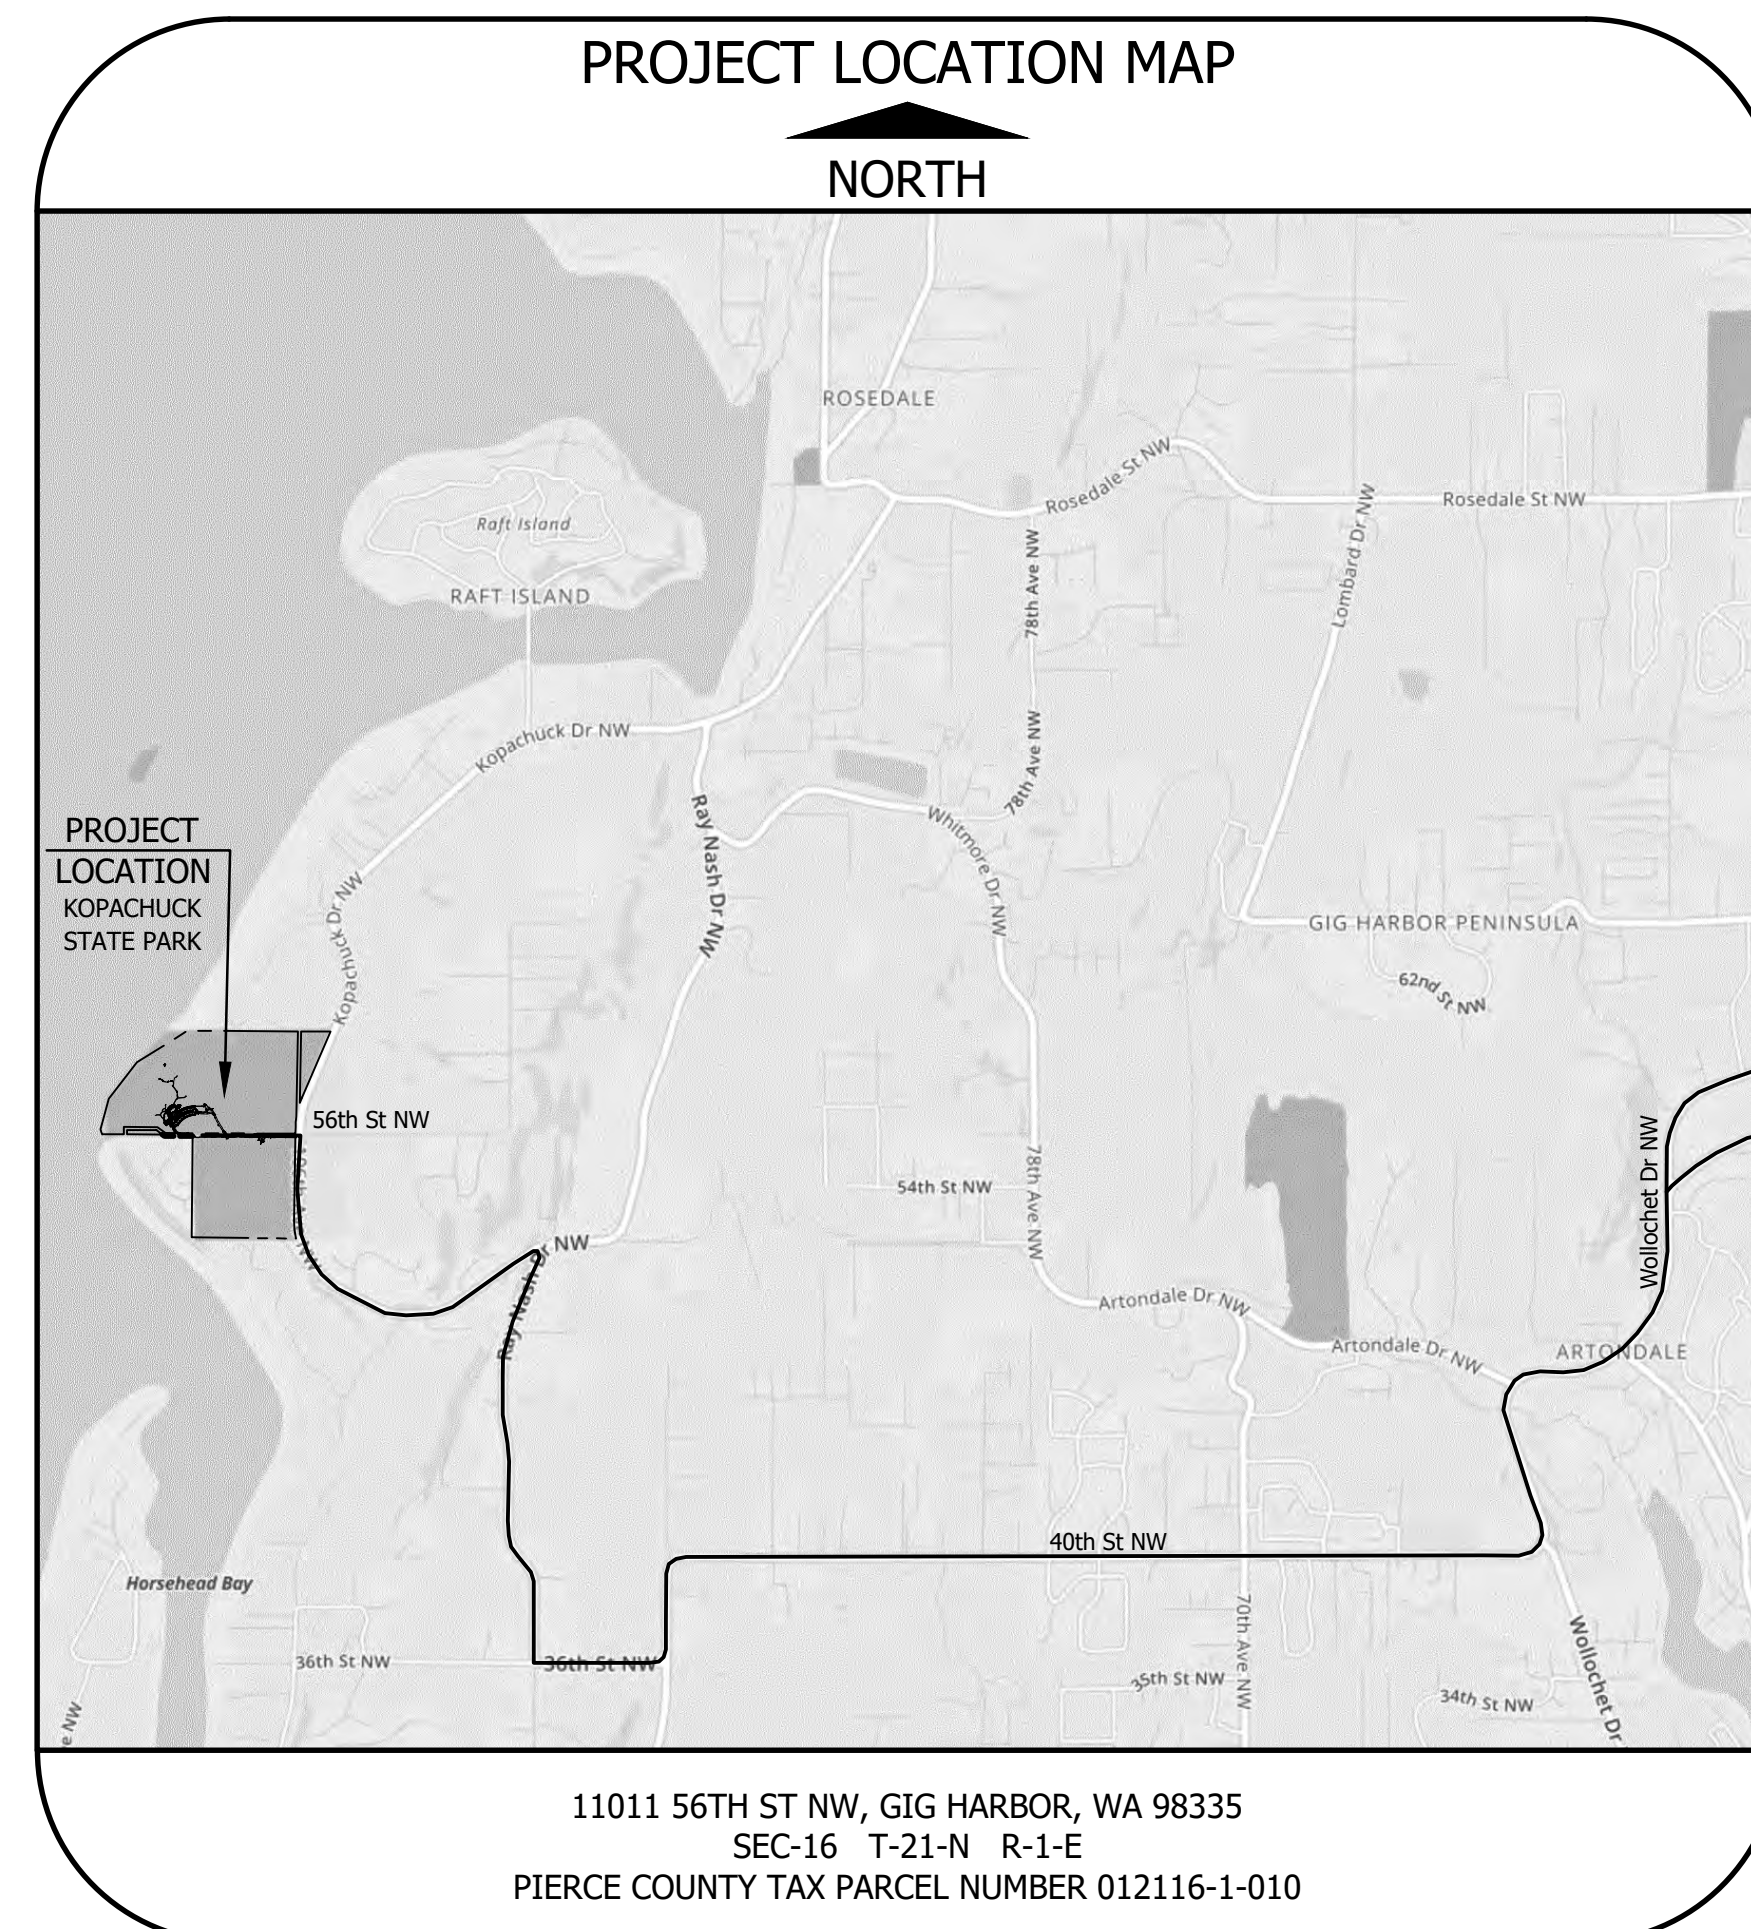 PROJECT LOCATION MAP
NORTH
ROSEDALE
Rosedale St NW
Rosedale St NW
Lombard Dr NW
Raft Island
RAFT ISLAND
78th Ave NW
78th Ave NW
Kopachuck Dr NW
Ray Nash Dr NW
Whitmore Dr NW
PROJECT
LOCATION
KOPACHUCK
STATE PARK
Kopachuck Dr NW
GIG HARBOR PENINSULA
62nd St NW
56th St NW
54th St NW
78th Ave NW
Wollochet Dr NW
NW
Ray Nash Dr NW
Artondale Dr NW
Artondale Dr NW
ARTONDALE
40th St NW
Horsehead Bay
36th St NW
36th St NW
70th Ave NW
35th St NW
34th St NW
Wollochet Dr
e NW
11011 56TH ST NW, GIG HARBOR, WA 98335
SEC-16 T-21-N R-1-E
PIERCE COUNTY TAX PARCEL NUMBER 012116-1-010